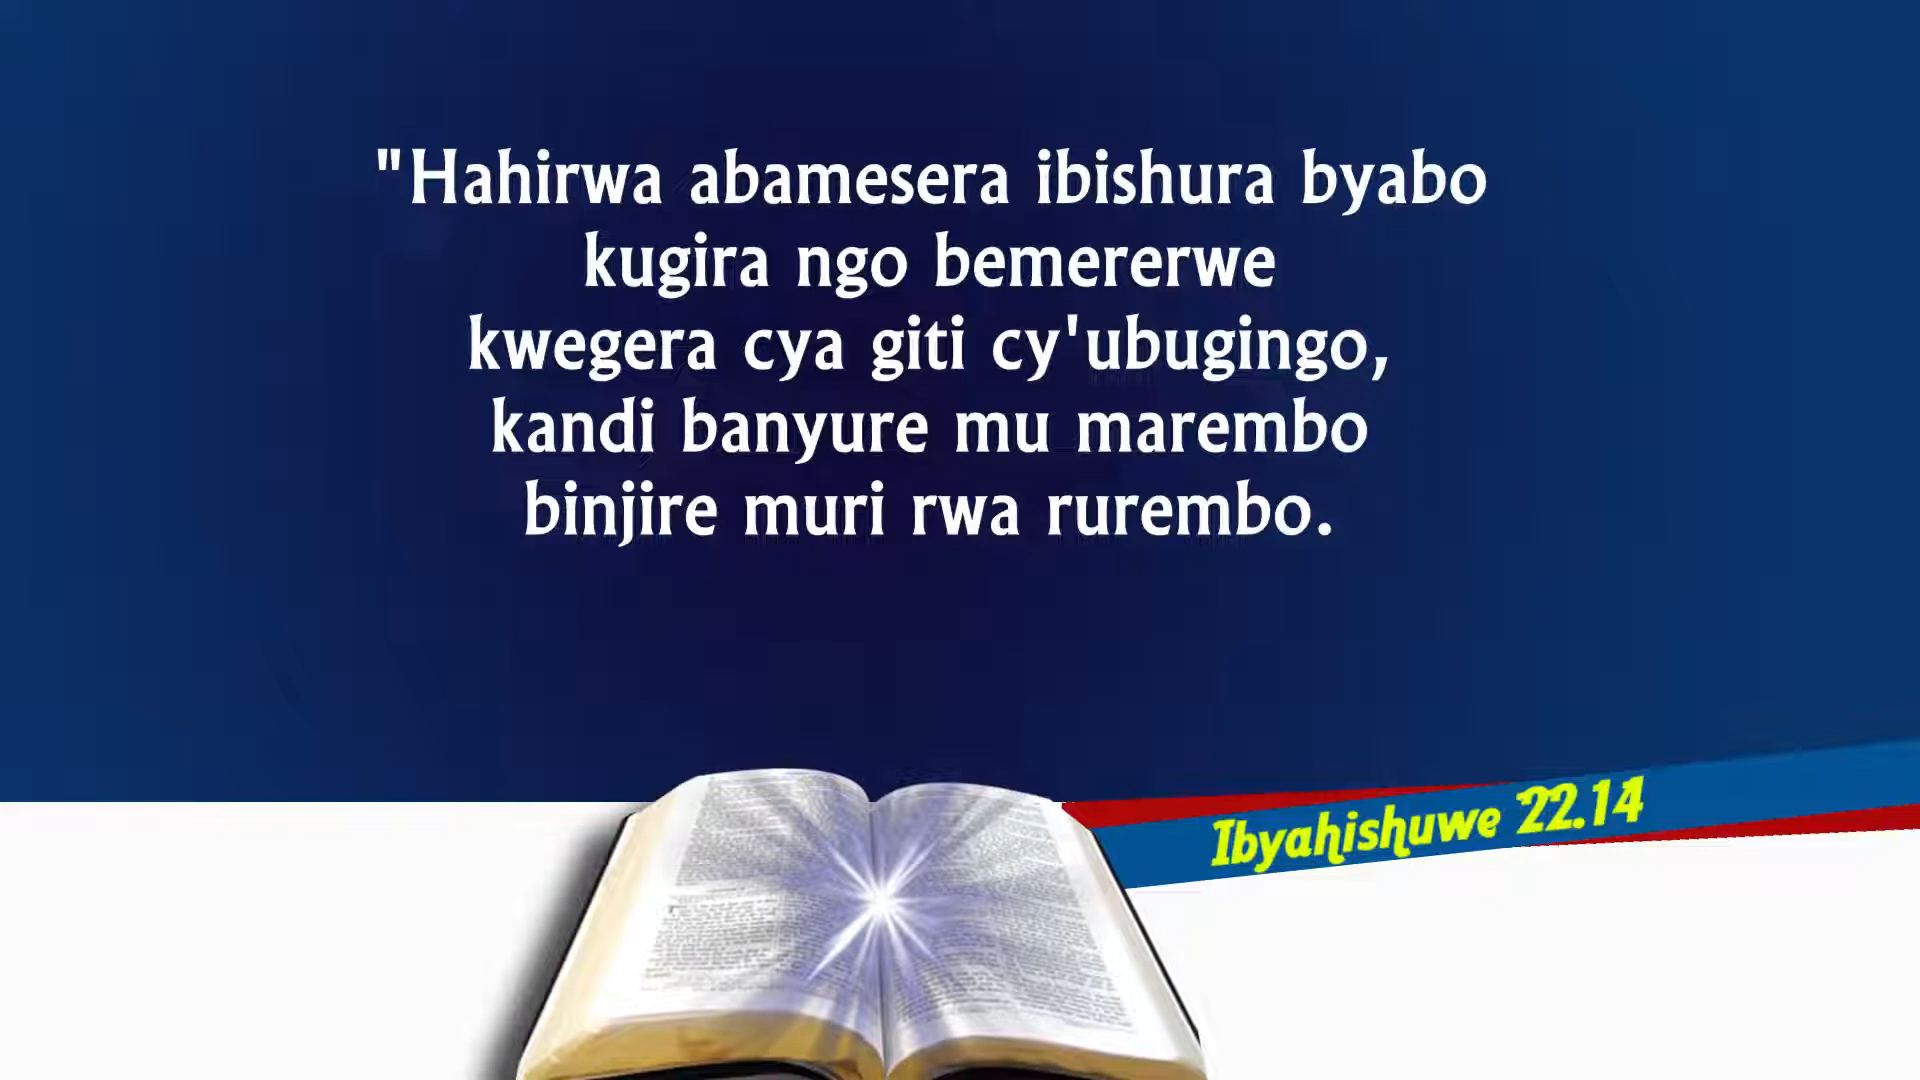 "Hahirwa abamesera ibishura byabo
kugira ngo bemererwe
kwegera cya giti cy'ubugingo,
kandi banyure mu marembo
binjire muri rwa rurembo.
Ibyahishuwe 22.14